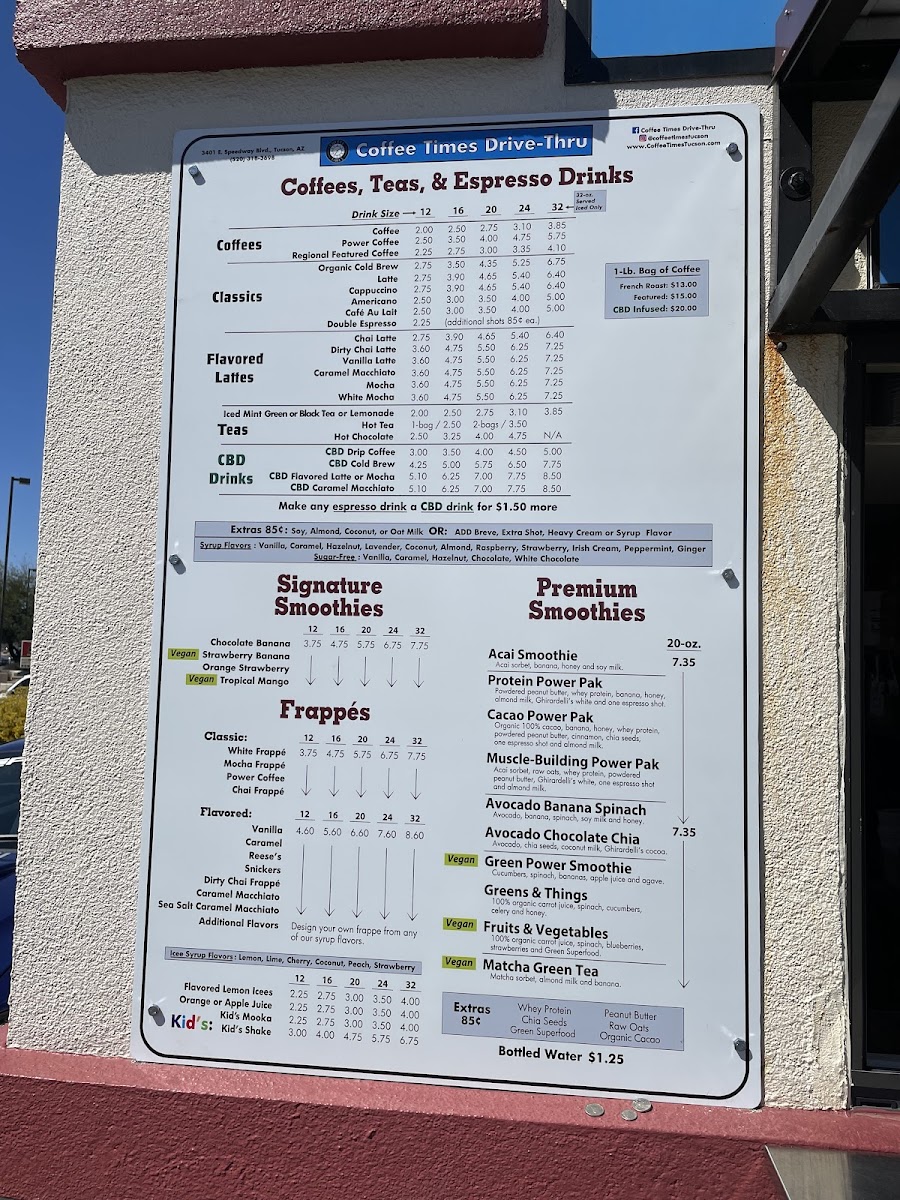 3401 E. Speedway Blvd., Tucson, AZ
(520) 318-3698
Coffee Times Drive-Thru
Coffee Times Drive-Thru
@coffeetimestucson
www.CoffeeTimesTucson.com
Coffees, Teas, & Espresso Drinks
Drink Size 12 16 20 24 32
32-oz. Served Iced Only
Coffees
Coffee 2.00 2.50 2.75 3.10 3.85
Power Coffee 2.50 3.50 4.00 4.75 5.75
Regional Featured Coffee 2.25 2.75 3.00 3.35 4.10
Classics
Organic Cold Brew 2.75 3.50 4.35 5.25 6.75
Latte 2.75 3.90 4.65 5.40 6.40
Cappuccino 2.75 3.90 4.65 5.40 6.40
Americano 2.50 3.00 3.50 4.00 5.00
Café Au Lait 2.50 3.00 3.50 4.00 5.00
Double Espresso 2.25 (additional shots 85¢ ea.)
1-Lb. Bag of Coffee
French Roast: $13.00
Featured: $15.00
CBD Infused: $20.00
Flavored Lattes
Chai Latte 2.75 3.90 4.65 5.40 6.40
Dirty Chai Latte 3.60 4.75 5.50 6.25 7.25
Vanilla Latte 3.60 4.75 5.50 6.25 7.25
Caramel Macchiato 3.60 4.75 5.50 6.25 7.25
Mocha 3.60 4.75 5.50 6.25 7.25
White Mocha 3.60 4.75 5.50 6.25 7.25
Teas
Iced Mint Green or Black Tea or Lemonade 2.00 2.50 2.75 3.10 3.85
Hot Tea 1-bag / 2.50 2-bags / 3.50
Hot Chocolate 2.50 3.25 4.00 4.75 N/A
CBD Drinks
CBD Drip Coffee 3.00 3.50 4.00 4.50 5.00
CBD Cold Brew 4.25 5.00 5.75 6.50 7.75
CBD Flavored Latte or Mocha 5.10 6.25 7.00 7.75 8.50
CBD Caramel Macchiato 5.10 6.25 7.00 7.75 8.50
Make any espresso drink a CBD drink for $1.50 more
Extras 85¢: Soy, Almond, Coconut, or Oat Milk OR: ADD Breve, Extra Shot, Heavy Cream or Syrup Flavor
Syrup Flavors: Vanilla, Caramel, Hazelnut, Lavender, Coconut, Almond, Raspberry, Strawberry, Irish Cream, Peppermint, Ginger
Sugar-Free: Vanilla, Caramel, Hazelnut, Chocolate, White Chocolate
Signature Smoothies
12 16 20 24 32
Chocolate Banana 3.75 4.75 5.75 6.75 7.75
Vegan Strawberry Banana
Orange Strawberry
Vegan Tropical Mango
Frappés
Classic: 12 16 20 24 32
White Frappé 3.75 4.75 5.75 6.75 7.75
Mocha Frappé
Power Coffee
Chai Frappé
Flavored: 12 16 20 24 32
Vanilla 4.60 5.60 6.60 7.60 8.60
Caramel
Reese's
Snickers
Dirty Chai Frappé
Caramel Macchiato
Sea Salt Caramel Macchiato
Additional Flavors Design your own frappe from any
of our syrup flavors.
Icee Syrup Flavors: Lemon, Lime, Cherry, Coconut, Peach, Strawberry
12 16 20 24 32
Flavored Lemon Icees 2.25 2.75 3.00 3.50 4.00
Orange or Apple Juice 2.25 2.75 3.00 3.50 4.00
Kid's:
Kid's Mooka 2.25 2.75 3.00 3.50 4.00
Kid's Shake 3.00 4.00 4.75 5.75 6.75
Premium Smoothies
20-oz.
Acai Smoothie 7.35
Acai sorbet, banana, honey and soy milk.
Protein Power Pak
Powdered peanut butter, whey protein, banana, honey,
almond milk, Ghirardelli's white and one espresso shot.
Cacao Power Pak
Organic 100% cacao, banana, honey, whey protein,
powdered peanut butter, cinnamon, chia seeds,
one espresso shot and almond milk.
Muscle-Building Power Pak
Acai sorbet, raw oats, whey protein, powdered
peanut butter, Ghirardelli's white, one espresso shot
and almond milk.
Avocado Banana Spinach
Avocado, banana, spinach, soy milk and honey.
Avocado Chocolate Chia 7.35
Avocado, chia seeds, coconut milk, Ghirardelli's cocoa.
Vegan Green Power Smoothie
Cucumbers, spinach, bananas, apple juice and agave.
Greens & Things
100% organic carrot juice, spinach, cucumbers,
celery and honey.
Vegan Fruits & Vegetables
100% organic carrot juice, spinach, blueberries,
strawberries and Green Superfood.
Vegan Matcha Green Tea
Matcha sorbet, almond milk and banana.
Extras 85¢
Whey Protein Peanut Butter
Chia Seeds Raw Oats
Green Superfood Organic Cacao
Bottled Water $1.25